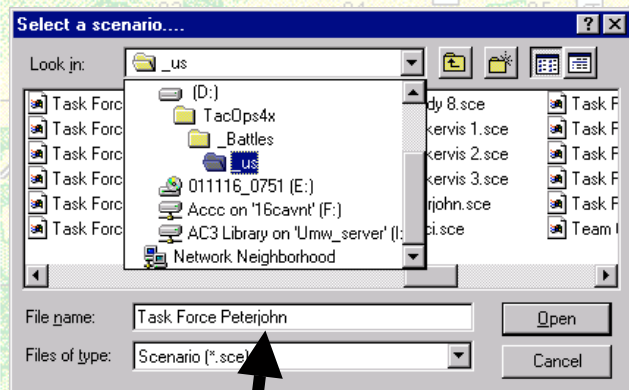 Select a scenario....
Look in: _us
(D:)
TacOps4x
_Battles
_us
011116_0751 (E:)
Accc on '16cavnt' (F:)
AC3 Library on 'Umw_server' (I:
Network Neighborhood
Task Forc dy 8.sce Task F
Task Forc kervis 1.sce Task F
Task Forc kervis 2.sce Task F
Task Forc kervis 3.sce Task F
Task Forc rjohn.sce Task F
Task Forc ci.sce Team
File name: Task Force Peterjohn Open
Files of type: Scenario (*.sce) Cancel